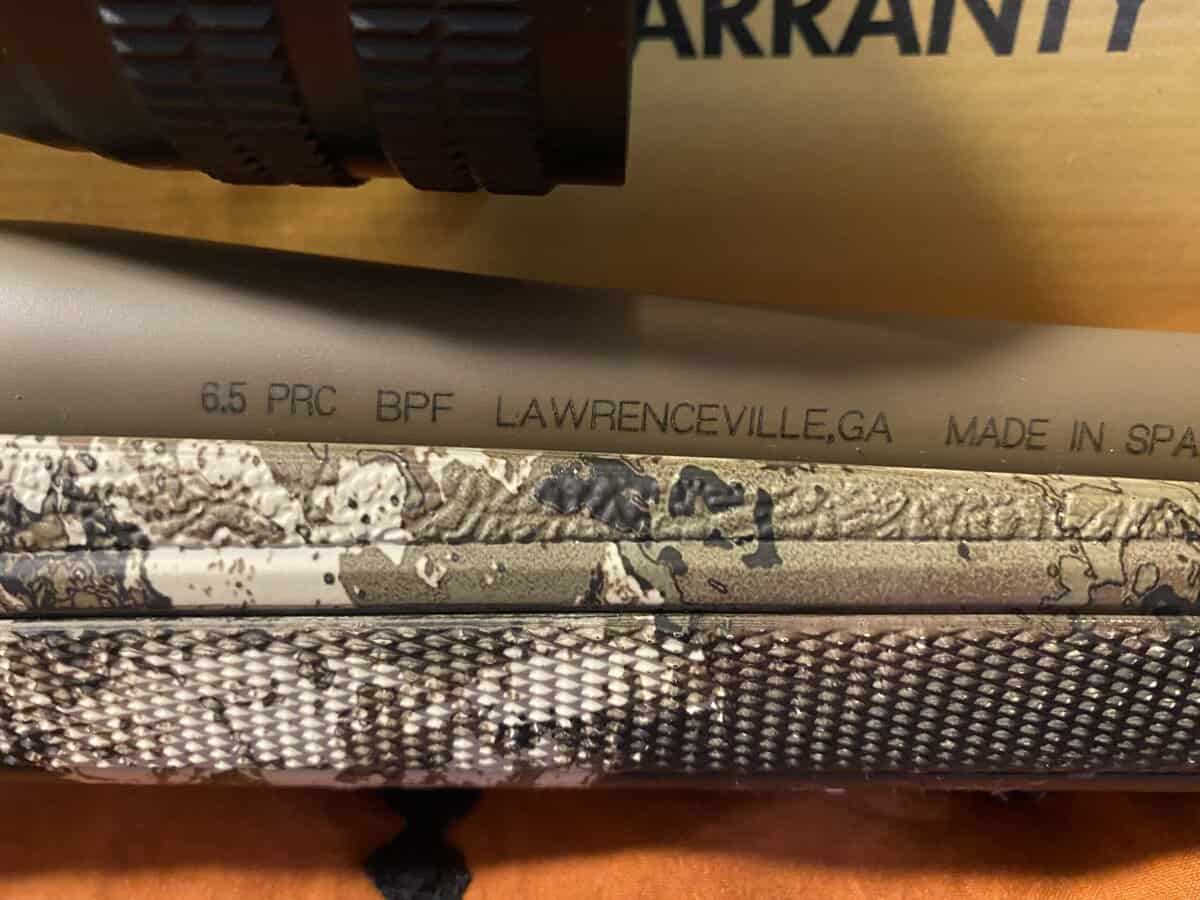 ARRANTY
6.5 PRC BPF LAWRENCEVILLE,GA MADE IN SPA